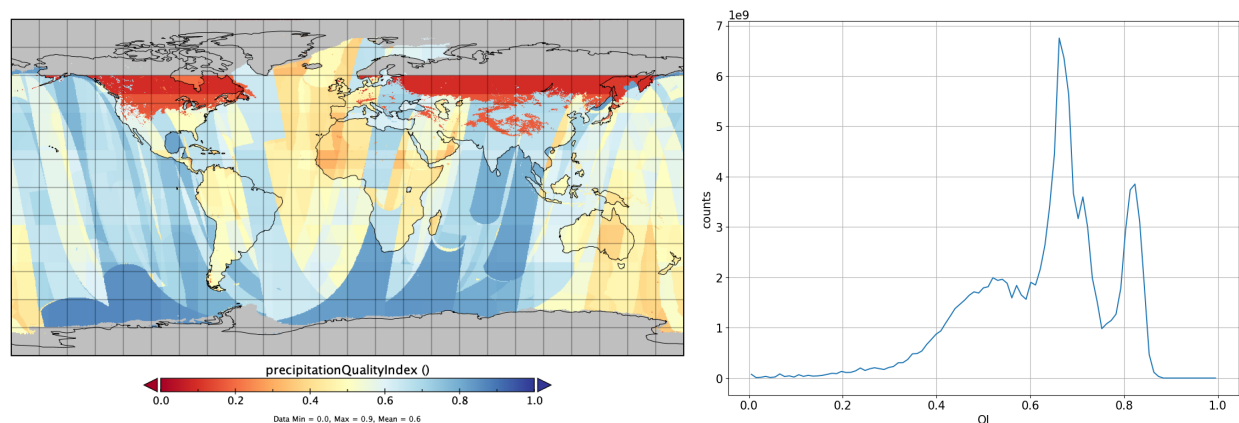 precipitationQualityIndex ()
0.0 0.2 0.4 0.6 0.8 1.0
Data Min = 0.0, Max = 0.9, Mean = 0.6
1e9
7
6
5
4
3
2
1
0
counts
0.0 0.2 0.4 0.6 0.8 1.0
QI